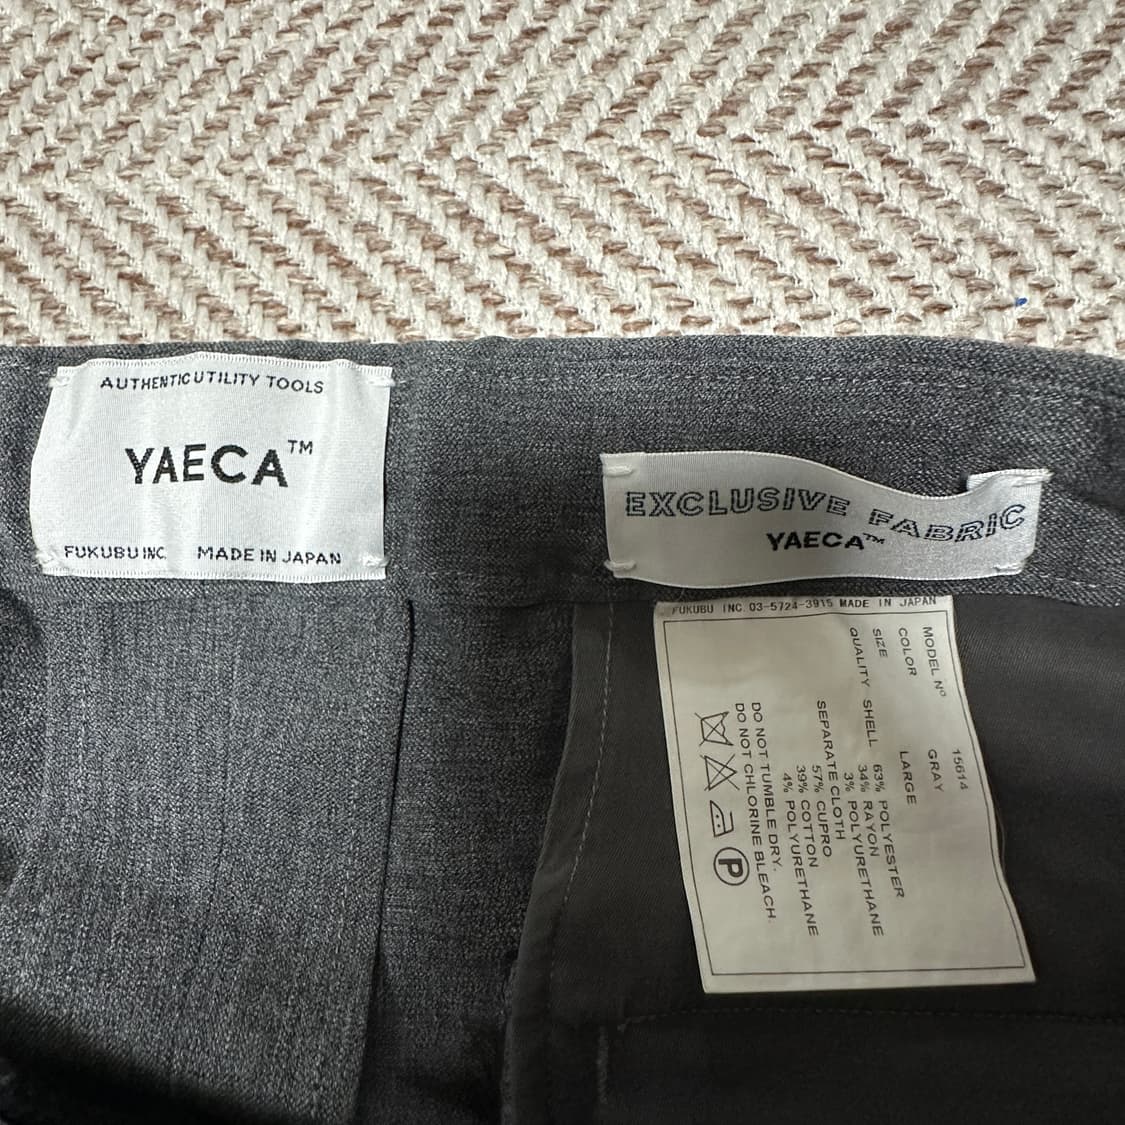 AUTHENTIC UTILITY TOOLS
YAECA™
FUKUBU INC. MADE IN JAPAN
EXCLUSIVE FABRIC
YAECA™
FUKUBU INC. 03-5724-3915 MADE IN JAPAN
MODEL Nº 15614
COLOR GRAY
SIZE LARGE
QUALITY SHELL 63% POLYESTER
34% RAYON
3% POLYURETHANE
SEPARATE CLOTH
57% CUPRO
39% COTTON
4% POLYURETHANE
DO NOT TUMBLE DRY.
DO NOT CHLORINE BLEACH.
P